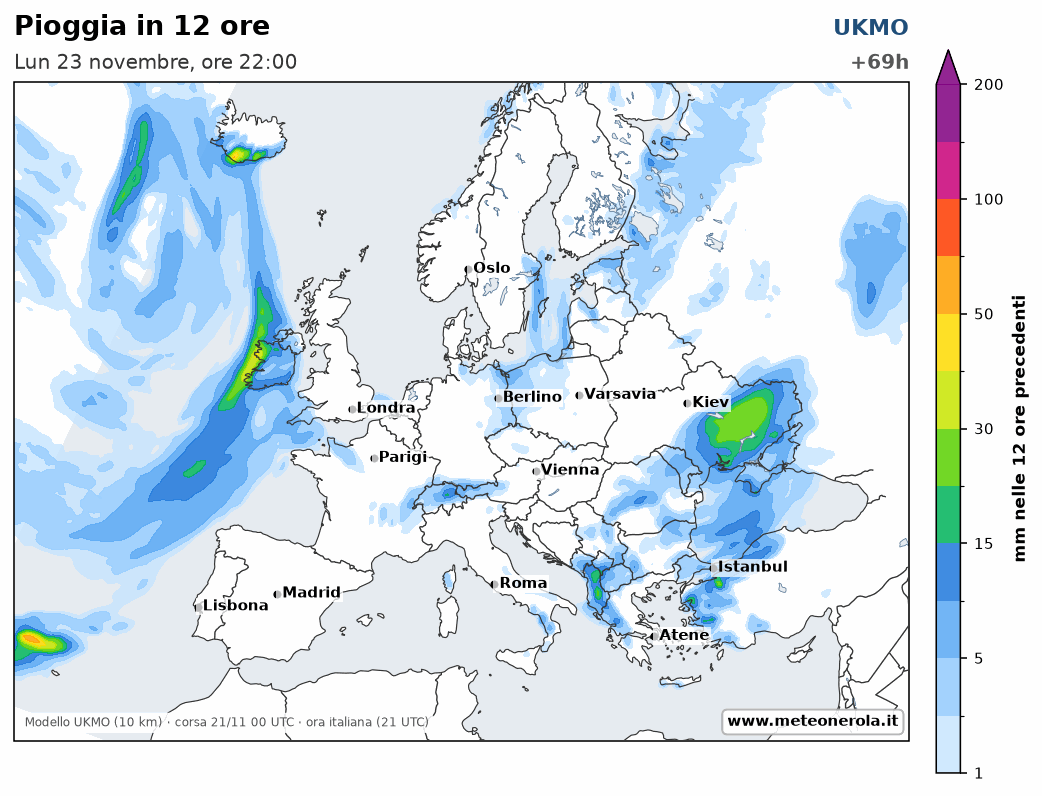 Pioggia in 12 ore
UKMO
Lun 23 novembre, ore 22:00
+69h
200
100
50
30
15
5
1
mm nelle 12 ore precedenti
Oslo
Berlino
Varsavia
Kiev
Londra
Parigi
Vienna
Istanbul
Roma
Madrid
Lisbona
Atene
Modello UKMO (10 km) · corsa 21/11 00 UTC · ora italiana (21 UTC)
www.meteonerola.it